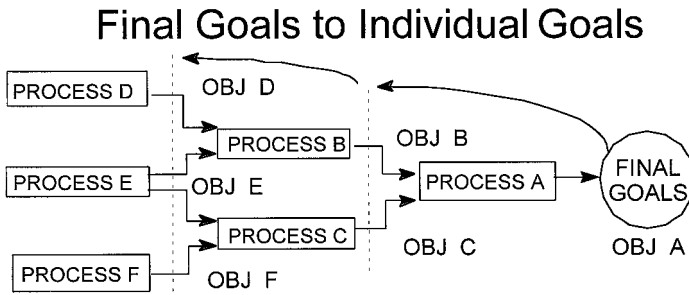 Final Goals to Individual Goals
PROCESS D
OBJ D
PROCESS B
OBJ B
PROCESS E
OBJ E
PROCESS A
FINAL
GOALS
PROCESS C
OBJ C
OBJ A
PROCESS F
OBJ F